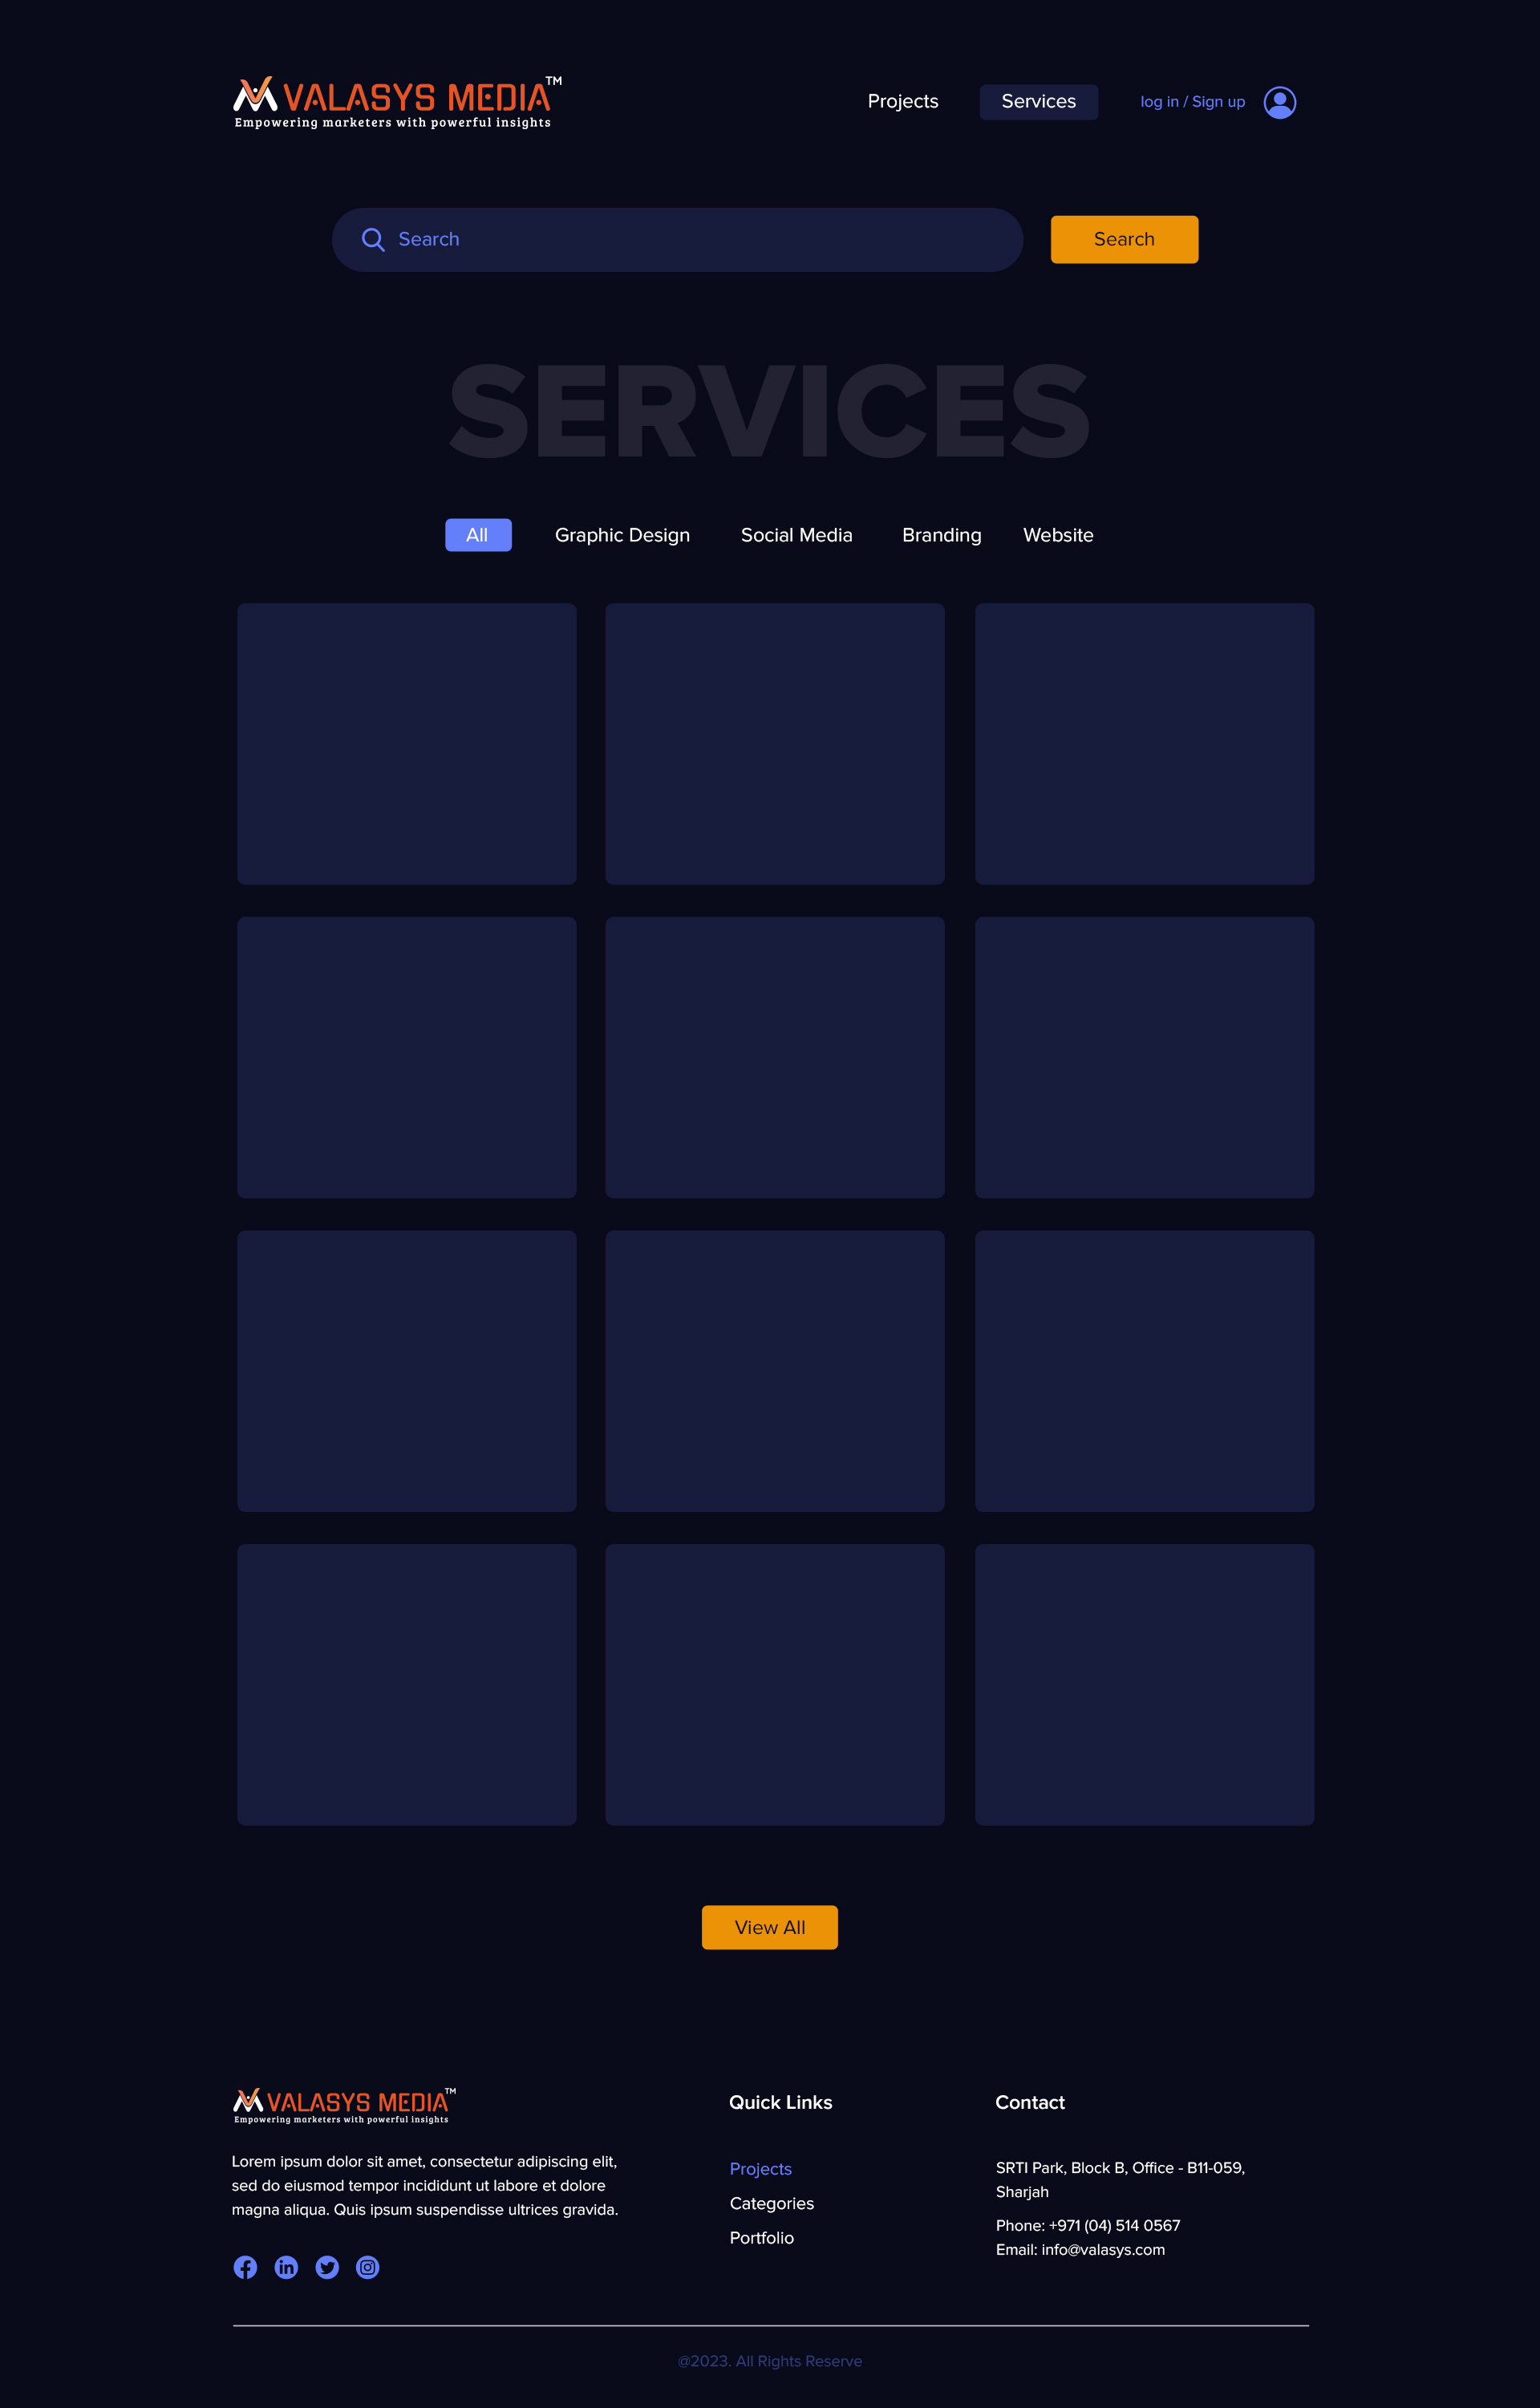 VALASYS MEDIA™
Empowering marketers with powerful insights
Projects
Services
log in / Sign up
Search
Search
SERVICES
All
Graphic Design
Social Media
Branding
Website
View All
VALASYS MEDIA™
Empowering marketers with powerful insights
Lorem ipsum dolor sit amet, consectetur adipiscing elit,
sed do eiusmod tempor incididunt ut labore et dolore
magna aliqua. Quis ipsum suspendisse ultrices gravida.
Quick Links
Projects
Categories
Portfolio
Contact
SRTI Park, Block B, Office - B11-059,
Sharjah
Phone: +971 (04) 514 0567
Email: info@valasys.com
@2023. All Rights Reserve